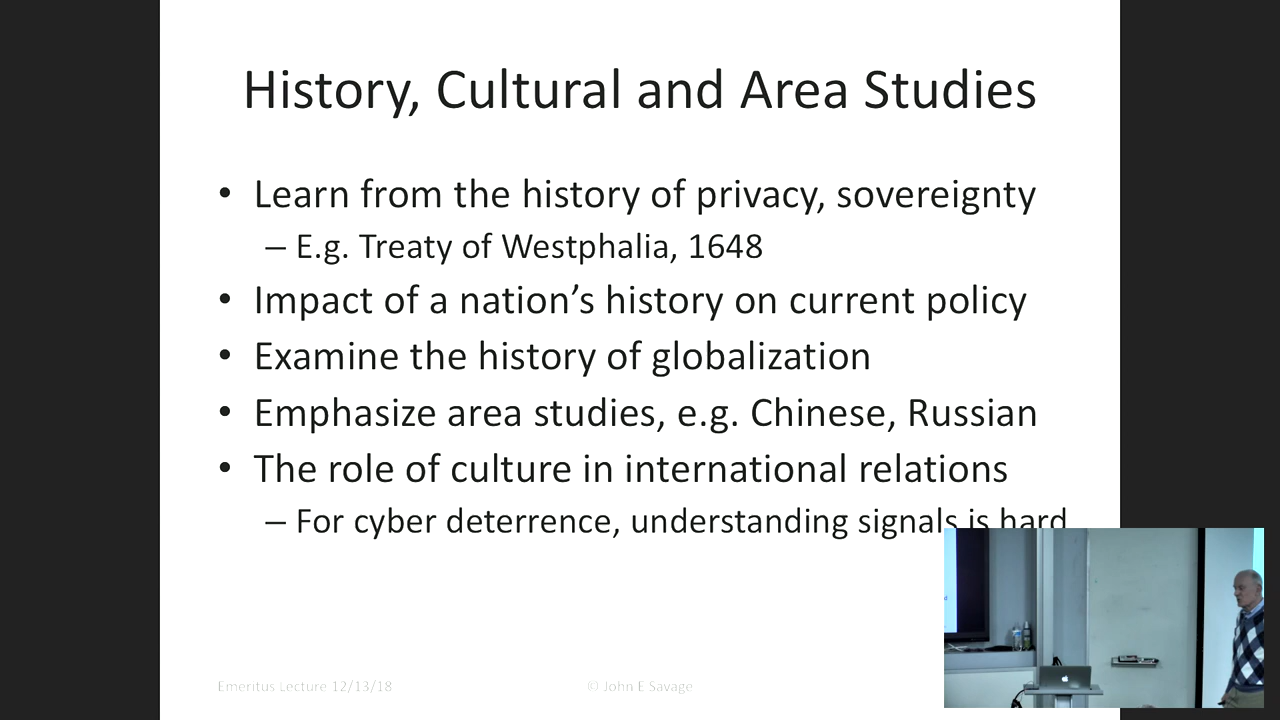 History, Cultural and Area Studies
• Learn from the history of privacy, sovereignty
– E.g. Treaty of Westphalia, 1648
• Impact of a nation’s history on current policy
• Examine the history of globalization
• Emphasize area studies, e.g. Chinese, Russian
• The role of culture in international relations
– For cyber deterrence, understanding signals is hard
Emeritus Lecture 12/13/18
© John E Savage